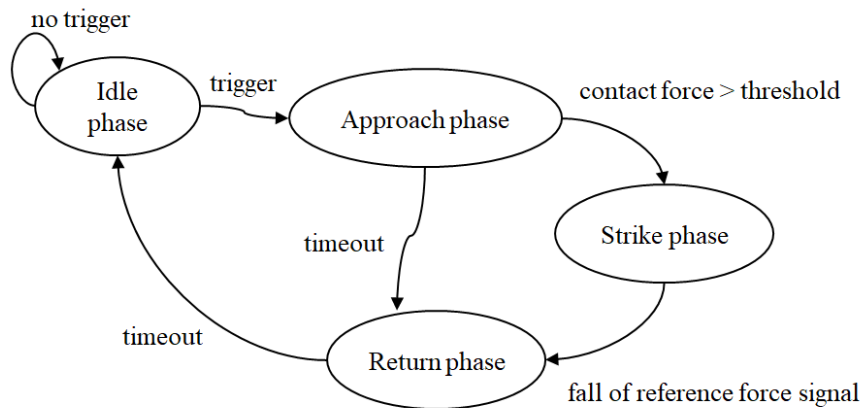 no trigger
Idle
phase
trigger
Approach phase
contact force > threshold
timeout
Strike phase
timeout
Return phase
fall of reference force signal